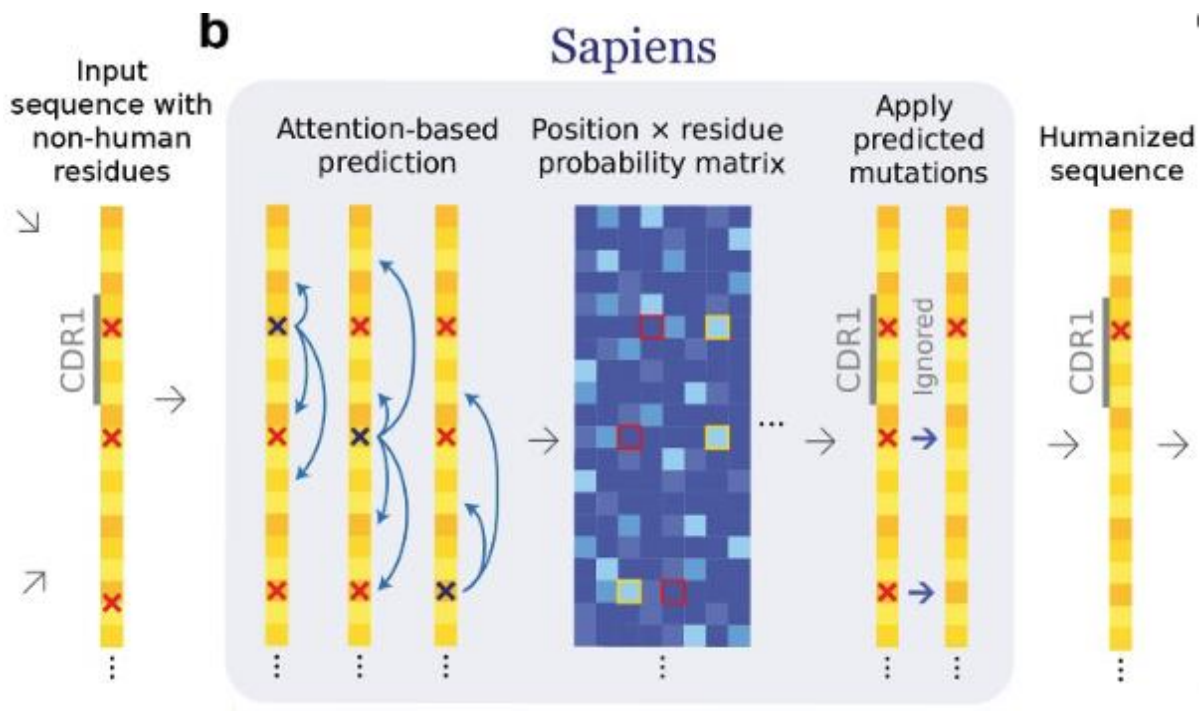 b
Sapiens
Input
sequence with
non-human
residues
Attention-based
prediction
Position × residue
probability matrix
Apply
predicted
mutations
Humanized
sequence
CDR1
CDR1
Ignored
CDR1
...